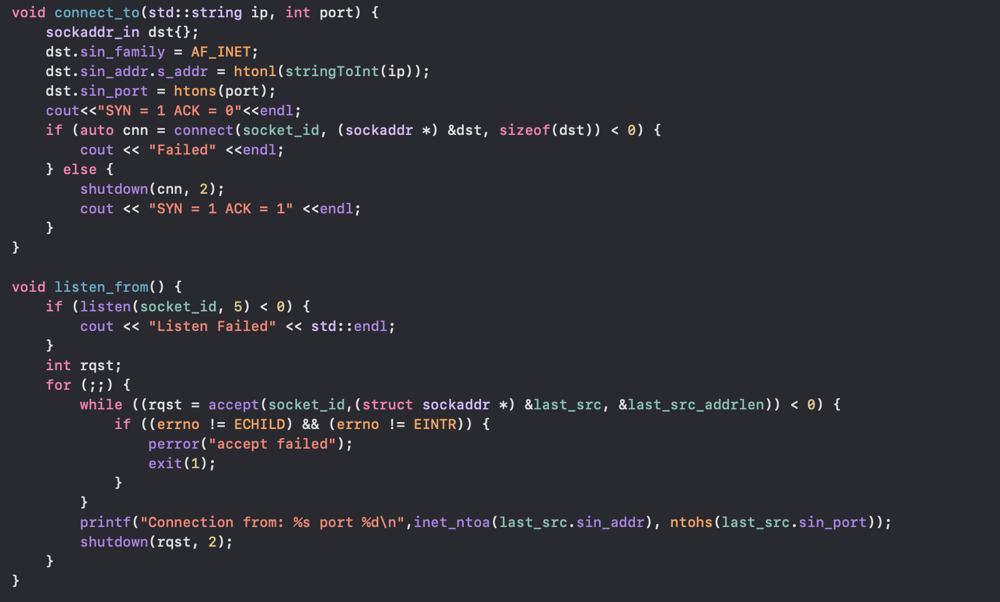 void connect_to(std::string ip, int port) {
    sockaddr_in dst{};
    dst.sin_family = AF_INET;
    dst.sin_addr.s_addr = htonl(stringToInt(ip));
    dst.sin_port = htons(port);
    cout<<"SYN = 1 ACK = 0"<<endl;
    if (auto cnn = connect(socket_id, (sockaddr *) &dst, sizeof(dst)) < 0) {
        cout << "Failed" <<endl;
    } else {
        shutdown(cnn, 2);
        cout << "SYN = 1 ACK = 1" <<endl;
    }
}

void listen_from() {
    if (listen(socket_id, 5) < 0) {
        cout << "Listen Failed" << std::endl;
    }
    int rqst;
    for (;;) {
        while ((rqst = accept(socket_id,(struct sockaddr *) &last_src, &last_src_addrlen)) < 0) {
            if ((errno != ECHILD) && (errno != EINTR)) {
                perror("accept failed");
                exit(1);
            }
        }
        printf("Connection from: %s port %d\n",inet_ntoa(last_src.sin_addr), ntohs(last_src.sin_port));
        shutdown(rqst, 2);
    }
}